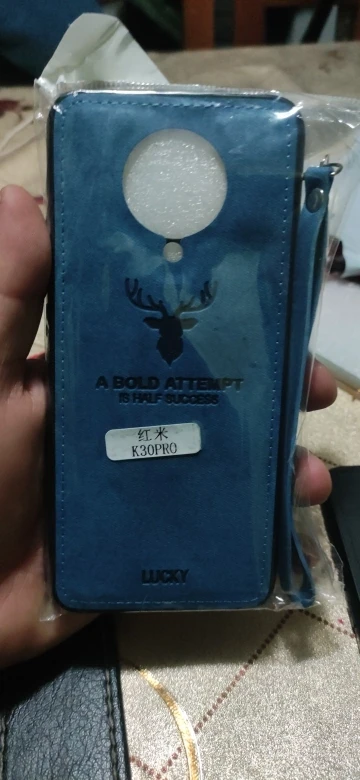 A BOLD ATTEMPT
IS HALF SUCCESS
红米
K30PRO
LUCKY